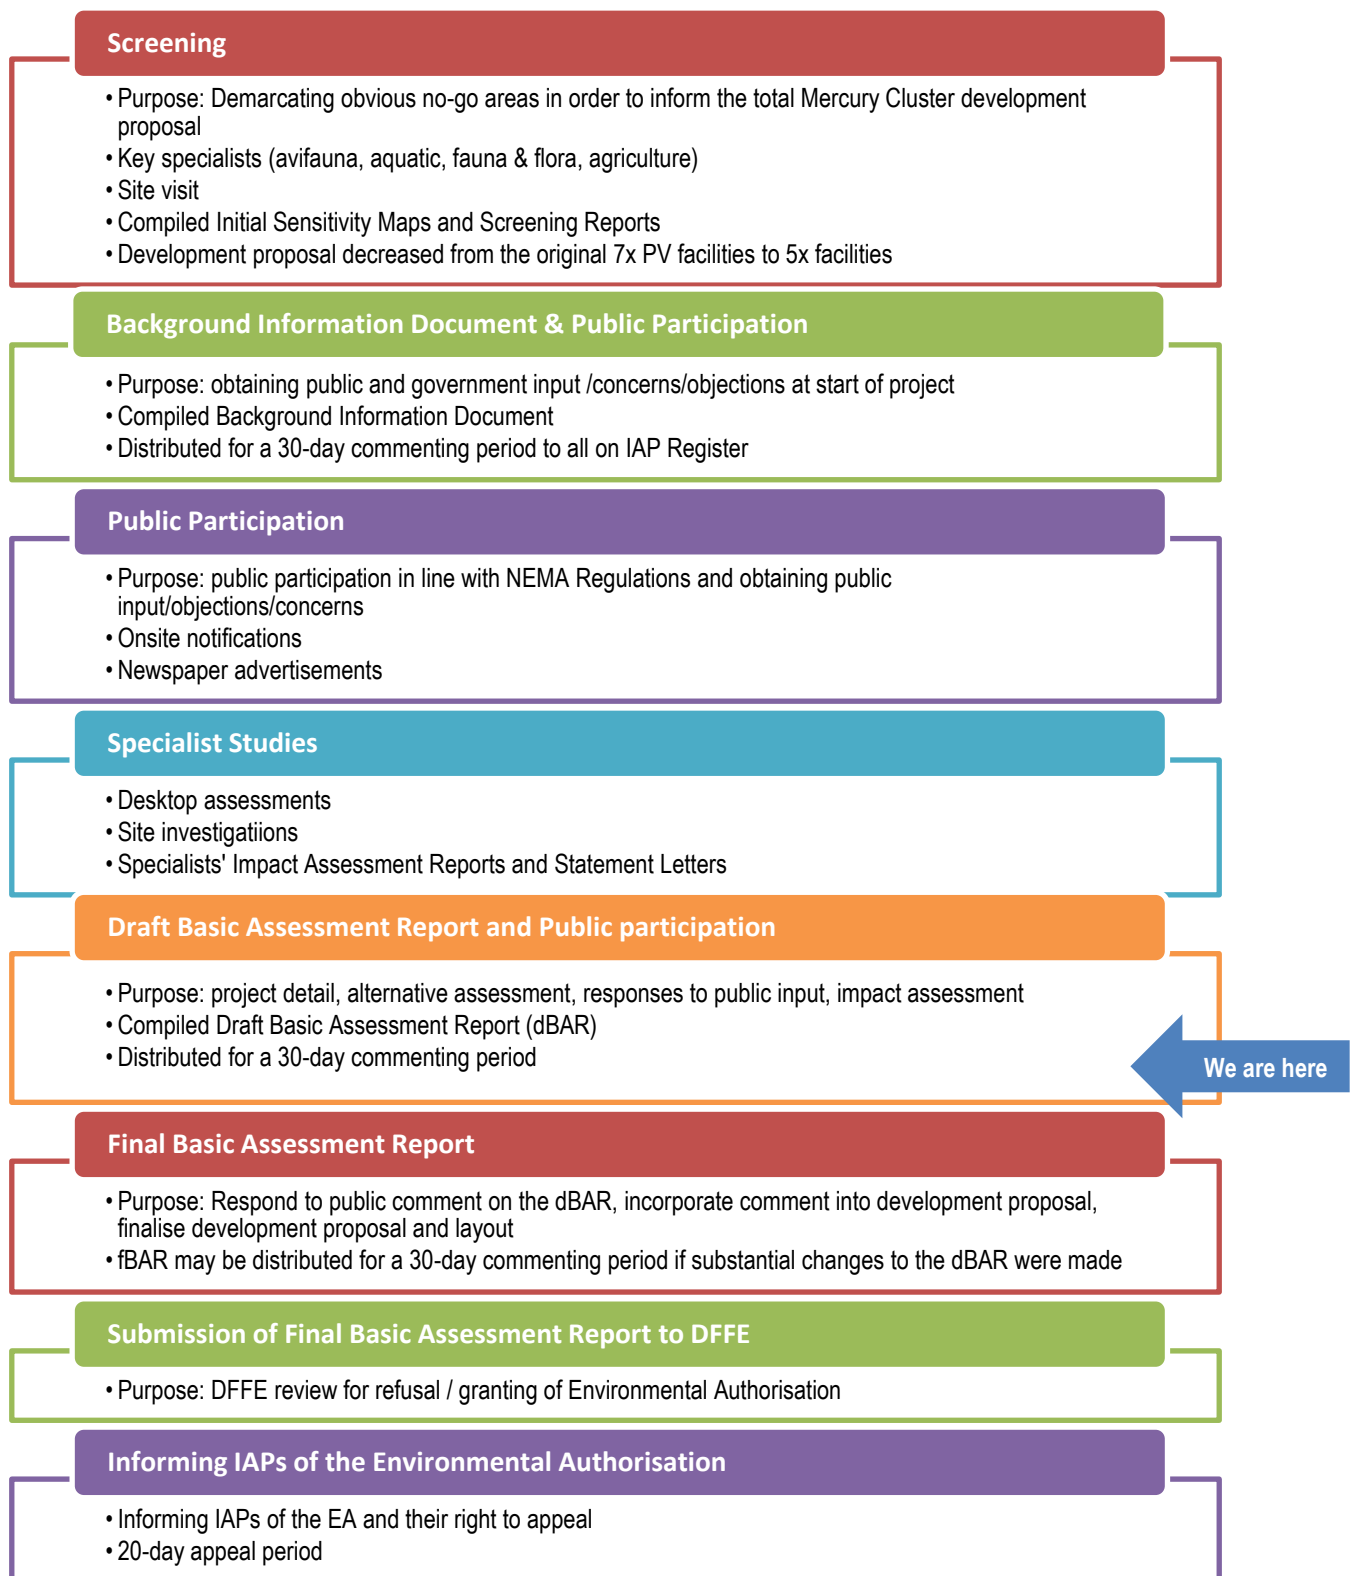 Screening
• Purpose: Demarcating obvious no-go areas in order to inform the total Mercury Cluster development
proposal
• Key specialists (avifauna, aquatic, fauna & flora, agriculture)
• Site visit
• Compiled Initial Sensitivity Maps and Screening Reports
• Development proposal decreased from the original 7x PV facilities to 5x facilities
Background Information Document & Public Participation
• Purpose: obtaining public and government input /concerns/objections at start of project
• Compiled Background Information Document
• Distributed for a 30-day commenting period to all on IAP Register
Public Participation
• Purpose: public participation in line with NEMA Regulations and obtaining public
input/objections/concerns
• Onsite notifications
• Newspaper advertisements
Specialist Studies
• Desktop assessments
• Site investigatiions
• Specialists' Impact Assessment Reports and Statement Letters
Draft Basic Assessment Report and Public participation
• Purpose: project detail, alternative assessment, responses to public input, impact assessment
• Compiled Draft Basic Assessment Report (dBAR)
• Distributed for a 30-day commenting period
We are here
Final Basic Assessment Report
• Purpose: Respond to public comment on the dBAR, incorporate comment into development proposal,
finalise development proposal and layout
• fBAR may be distributed for a 30-day commenting period if substantial changes to the dBAR were made
Submission of Final Basic Assessment Report to DFFE
• Purpose: DFFE review for refusal / granting of Environmental Authorisation
Informing IAPs of the Environmental Authorisation
• Informing IAPs of the EA and their right to appeal
• 20-day appeal period